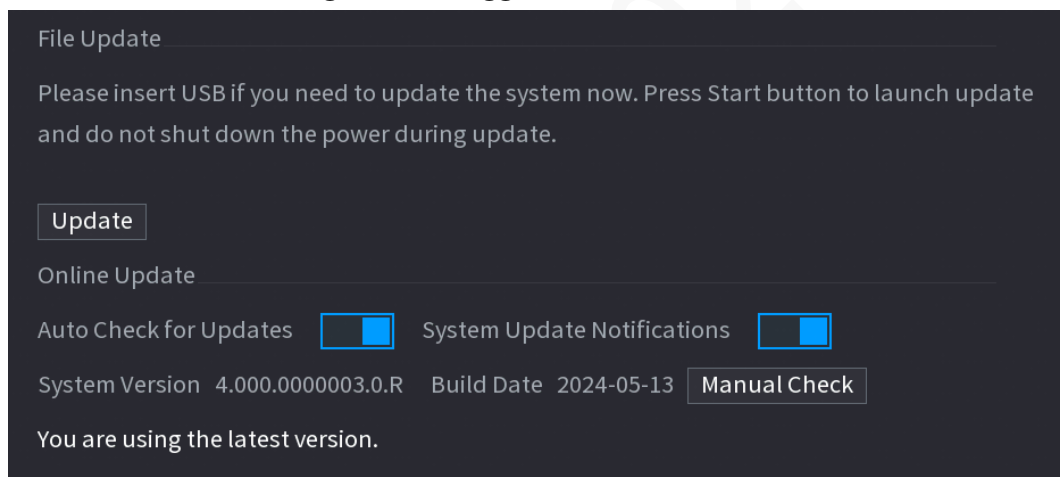 File Update
Please insert USB if you need to update the system now. Press Start button to launch update
and do not shut down the power during update.
Update
Online Update
Auto Check for Updates System Update Notifications
System Version 4.000.0000003.0.R Build Date 2024-05-13 Manual Check
You are using the latest version.